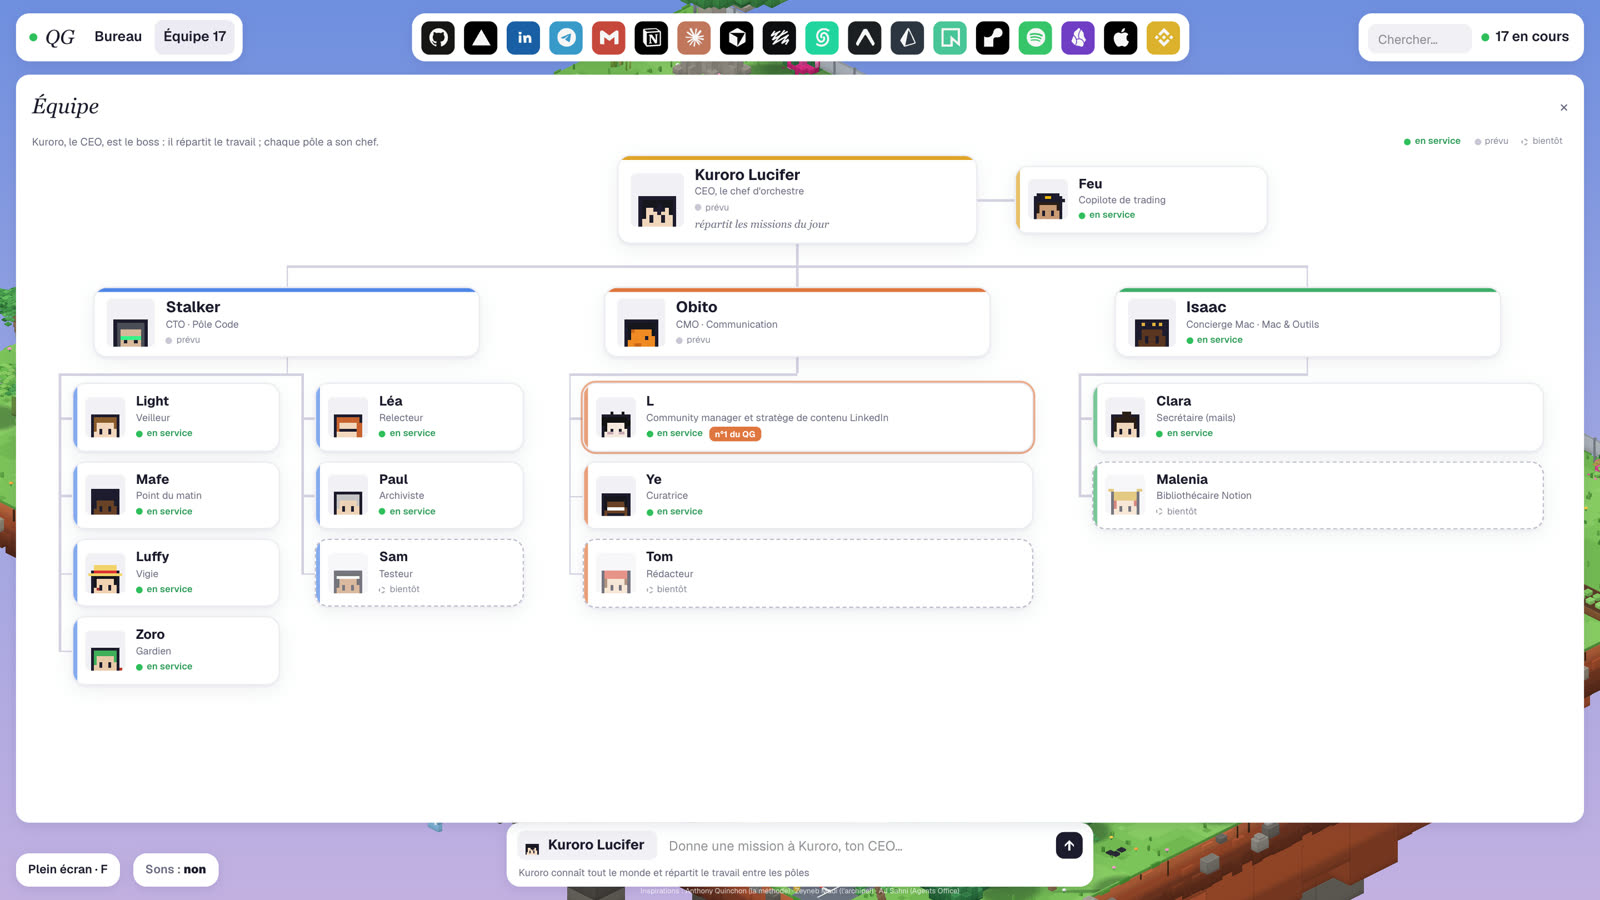 QG Bureau Équipe 17
in
Chercher...
17 en cours
Équipe
×
Kuroro, le CEO, est le boss : il répartit le travail ; chaque pôle a son chef.
en service prévu bientôt
Kuroro Lucifer
CEO, le chef d'orchestre
prévu
répartit les missions du jour
Feu
Copilote de trading
en service
Stalker
CTO · Pôle Code
prévu
Obito
CMO · Communication
prévu
Isaac
Concierge Mac · Mac & Outils
en service
Light
Veilleur
en service
Mafe
Point du matin
en service
Luffy
Vigie
en service
Zoro
Gardien
en service
Léa
Relecteur
en service
Paul
Archiviste
en service
Sam
Testeur
bientôt
L
Community manager et stratège de contenu LinkedIn
en service n°1 du QG
Ye
Curatrice
en service
Tom
Rédacteur
bientôt
Clara
Secrétaire (mails)
en service
Malenia
Bibliothécaire Notion
bientôt
Kuroro Lucifer
Donne une mission à Kuroro, ton CEO...
Kuroro connaît tout le monde et répartit le travail entre les pôles
Plein écran · F
Sons : non
Anthony Quinchon (la méthode)
(Agents Office)